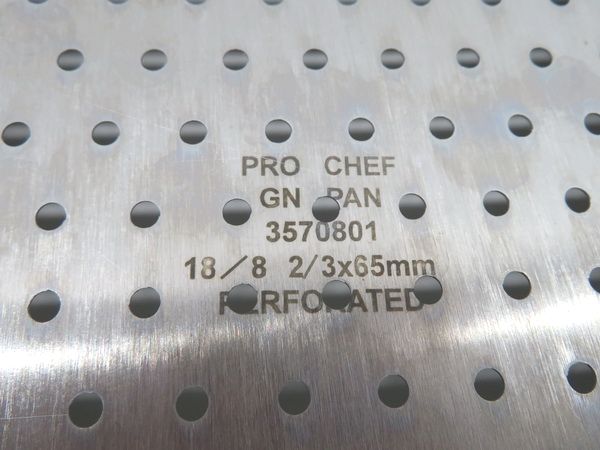 PRO CHEF
GN PAN
3570801
18/8 2/3x65mm
PERFORATED